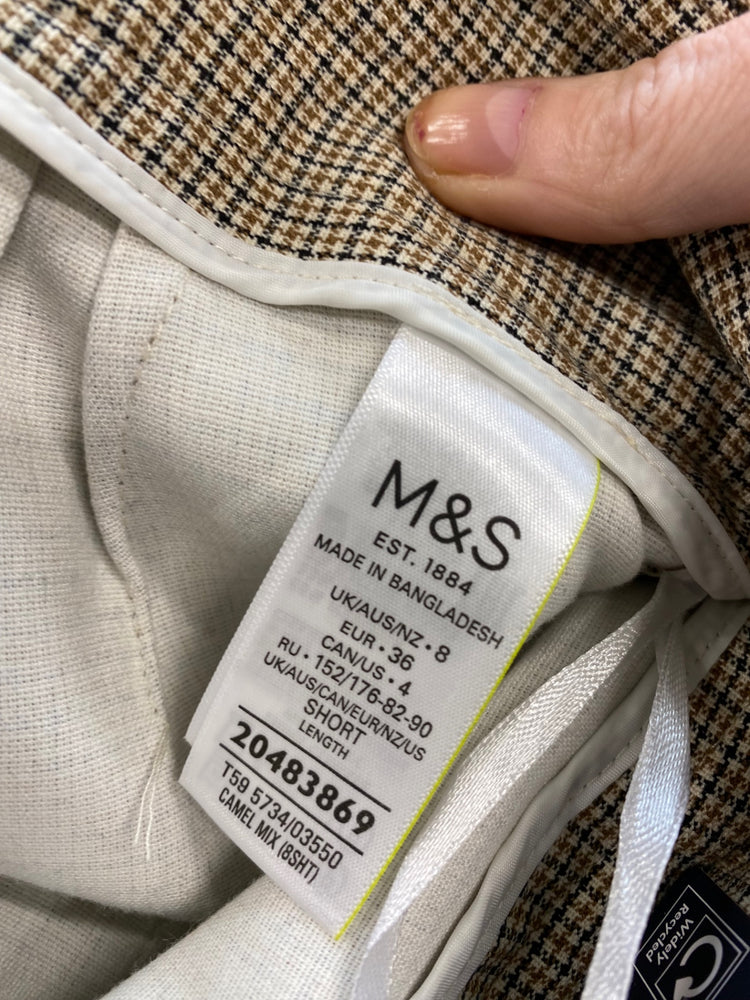 M&S
EST. 1884
MADE IN BANGLADESH
UK/AUS/NZ • 8
EUR • 36
CAN/US • 4
RU • 152/176-82-90
UK/AUS/CAN/EUR/NZ/US
SHORT
LENGTH
20483869
T59 5734/03550
CAMEL MIX (8SHT)
Widely
Recycled